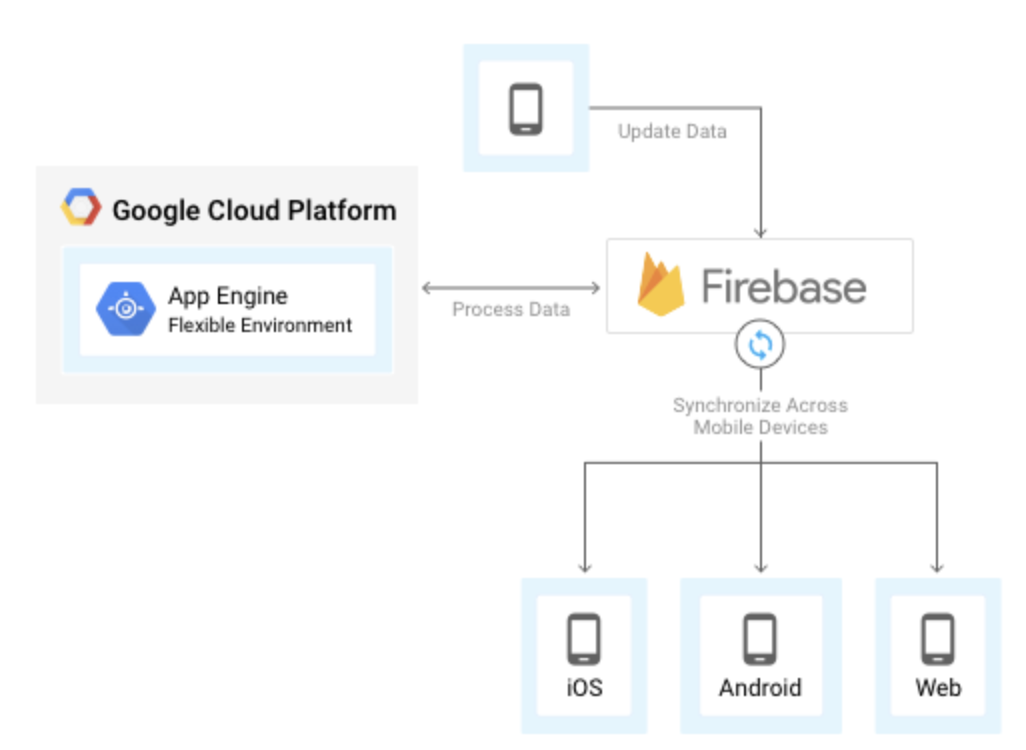 Update Data
Google Cloud Platform
App Engine
Flexible Environment
Process Data
Firebase
Synchronize Across
Mobile Devices
iOS
Android
Web